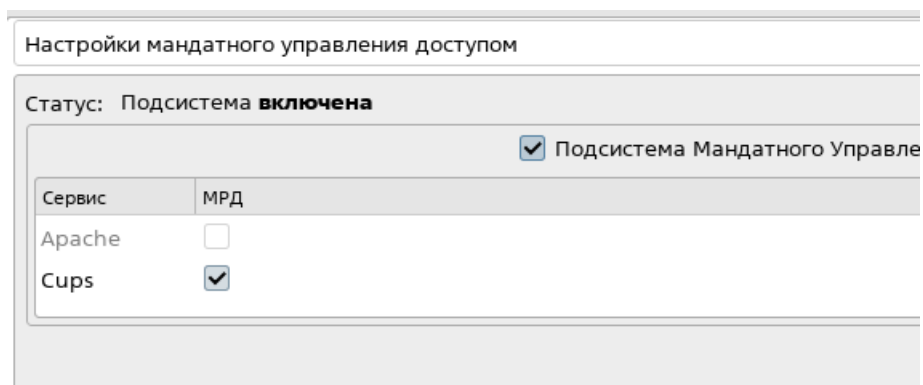 Настройки мандатного управления доступом
Статус: Подсистема включена
Подсистема Мандатного Управле
Сервис МРД
Apache
Cups